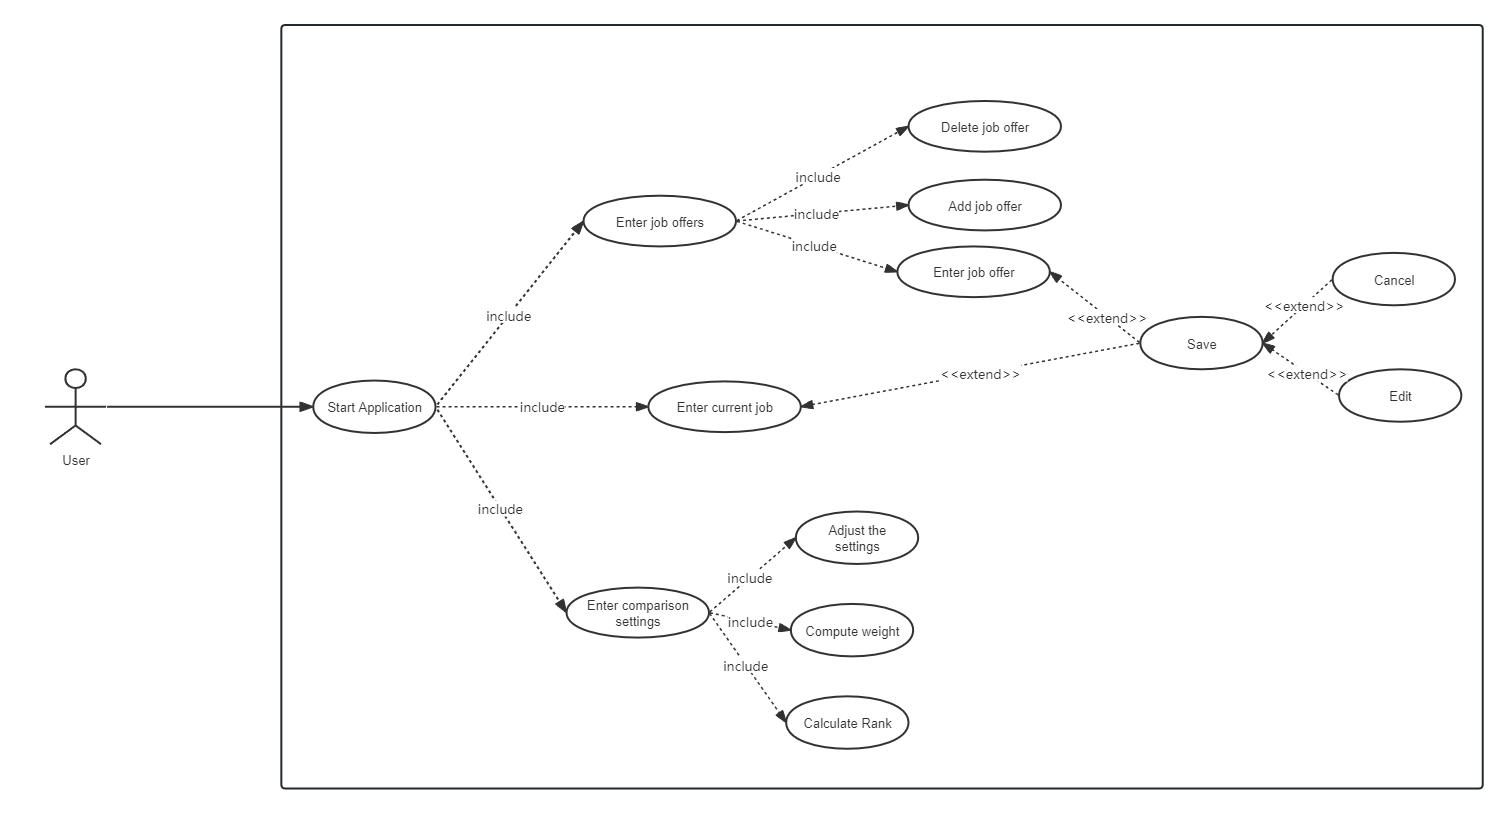 Delete job offer
include
Add job offer
include
Enter job offers
include
Enter job offer
Cancel
<<extend>>
include
<<extend>>
Save
<<extend>>
<<extend>>
Edit
Start Application
include
Enter current job
User
include
Adjust the
settings
include
Enter comparison
settings
include
Compute weight
include
Calculate Rank